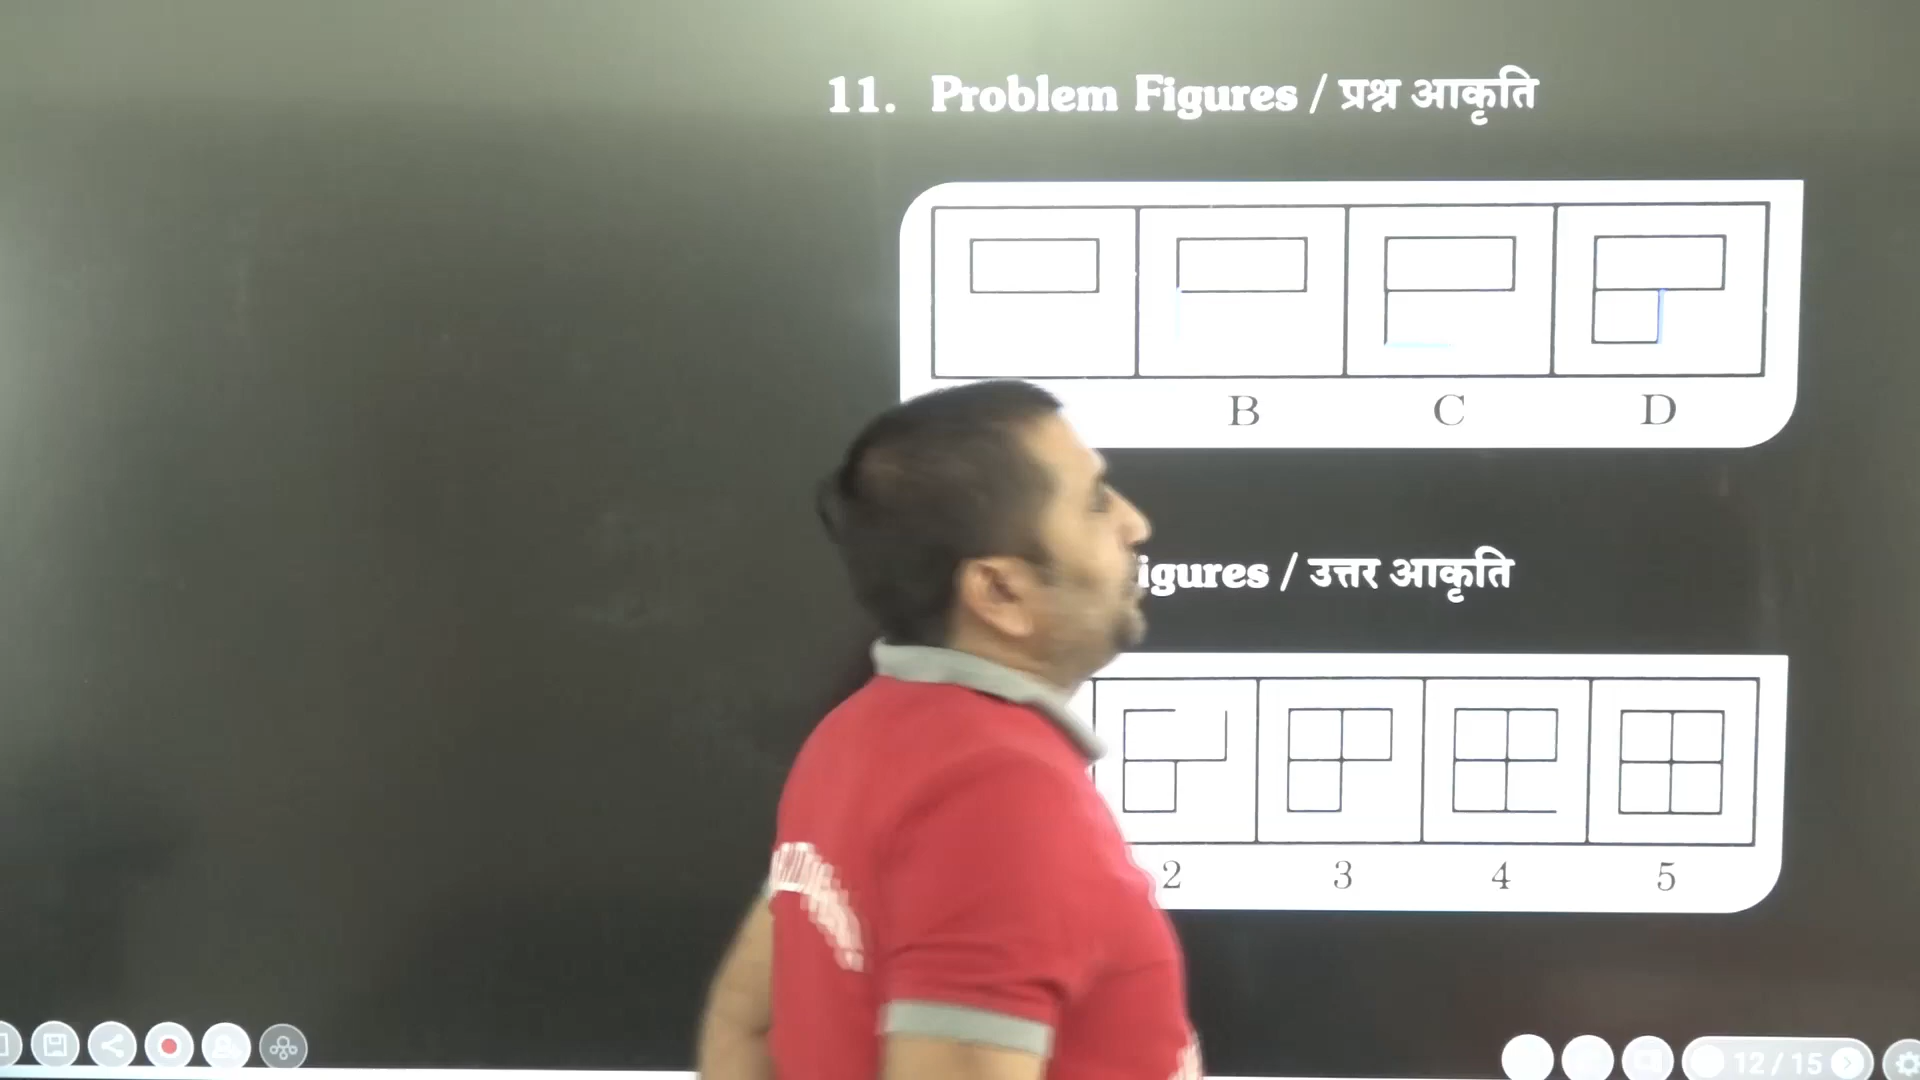 11. Problem Figures / प्रश्न आकृति
B C D
igures / उत्तर आकृति
2 3 4 5
12 / 15